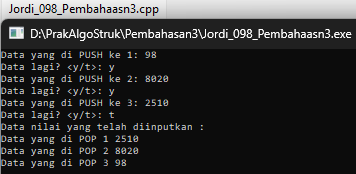 Jordi_098_Pembahaasn3.cpp
D:\PrakAlgoStruk\Pembahasan3\Jordi_098_Pembahaasn3.exe
Data yang di PUSH ke 1: 98
Data lagi? <y/t>: y
Data yang di PUSH ke 2: 8020
Data lagi? <y/t>: y
Data yang di PUSH ke 3: 2510
Data lagi? <y/t>: t
Data nilai yang telah diinputkan :
Data yang di POP 1 2510
Data yang di POP 2 8020
Data yang di POP 3 98